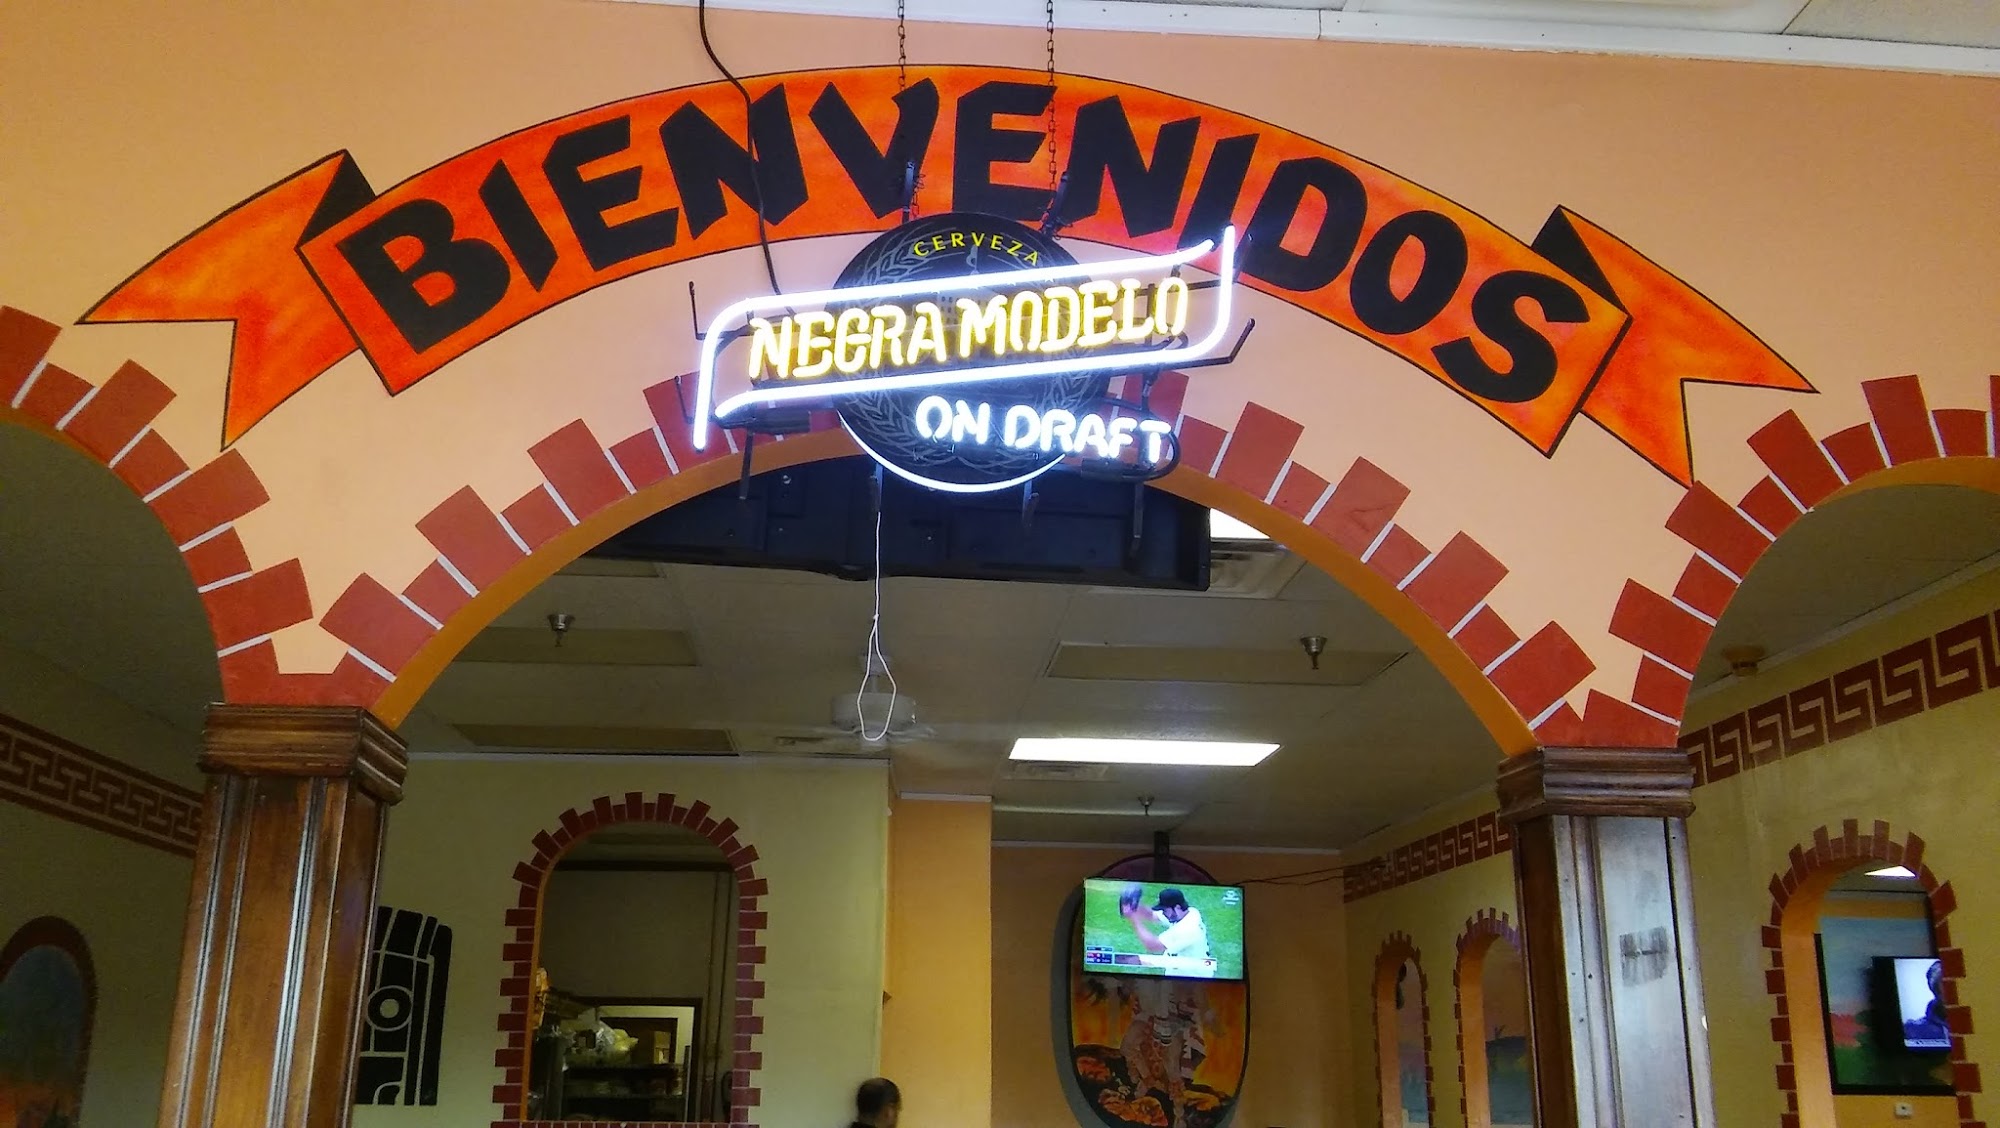 BIENVENIDOS
CERVEZA
NEGRA MODELO
ON DRAFT